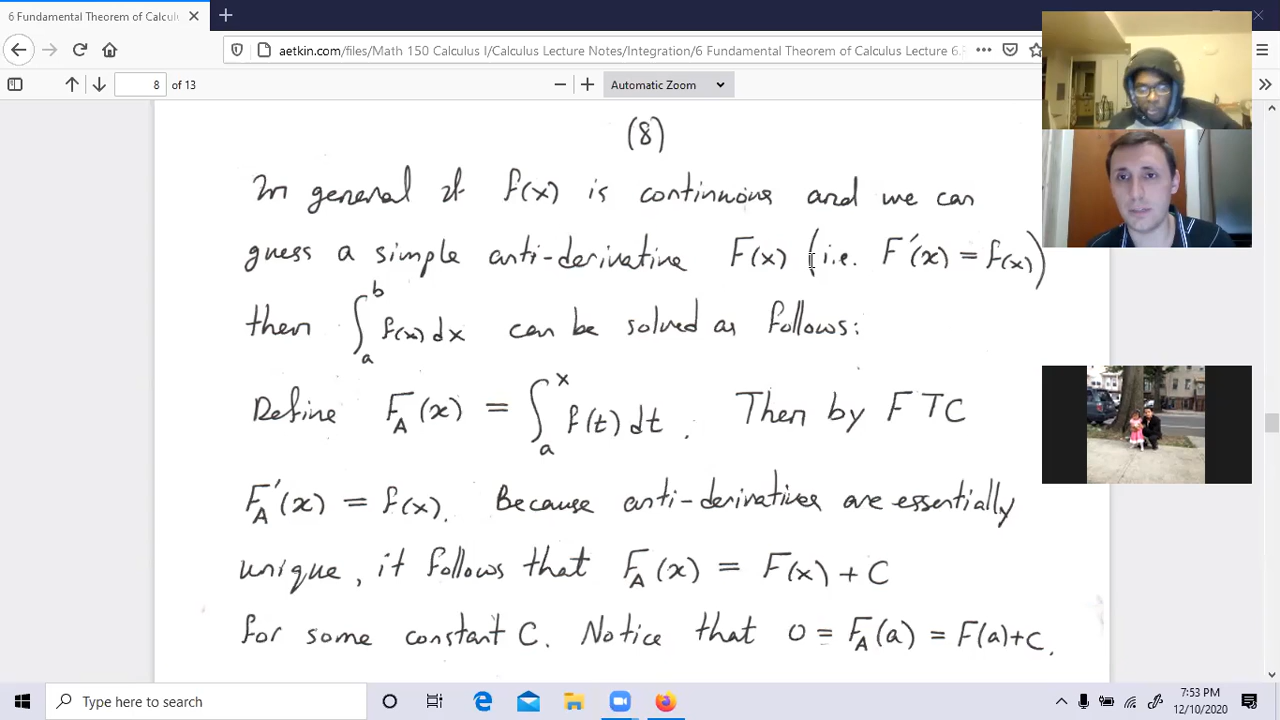 6 Fundamental Theorem of Calcul
aetkin.com/files/Math 150 Calculus I/Calculus Lecture Notes/Integration/6 Fundamental Theorem of Calculus Lecture 6.
8 of 13
Automatic Zoom
(8)
In general if f(x) is continuous and we can
guess a simple anti-derivative F(x) (i.e. F'(x) = f(x))
then ∫_a^b f(x) dx can be solved as follows:
Define F_A(x) = ∫_a^x f(t) dt. Then by FTC
F_A'(x) = f(x). Because anti-derivatives are essentially
unique, it follows that F_A(x) = F(x) + C
for some constant C. Notice that 0 = F_A(a) = F(a)+C.
Type here to search
7:53 PM
12/10/2020